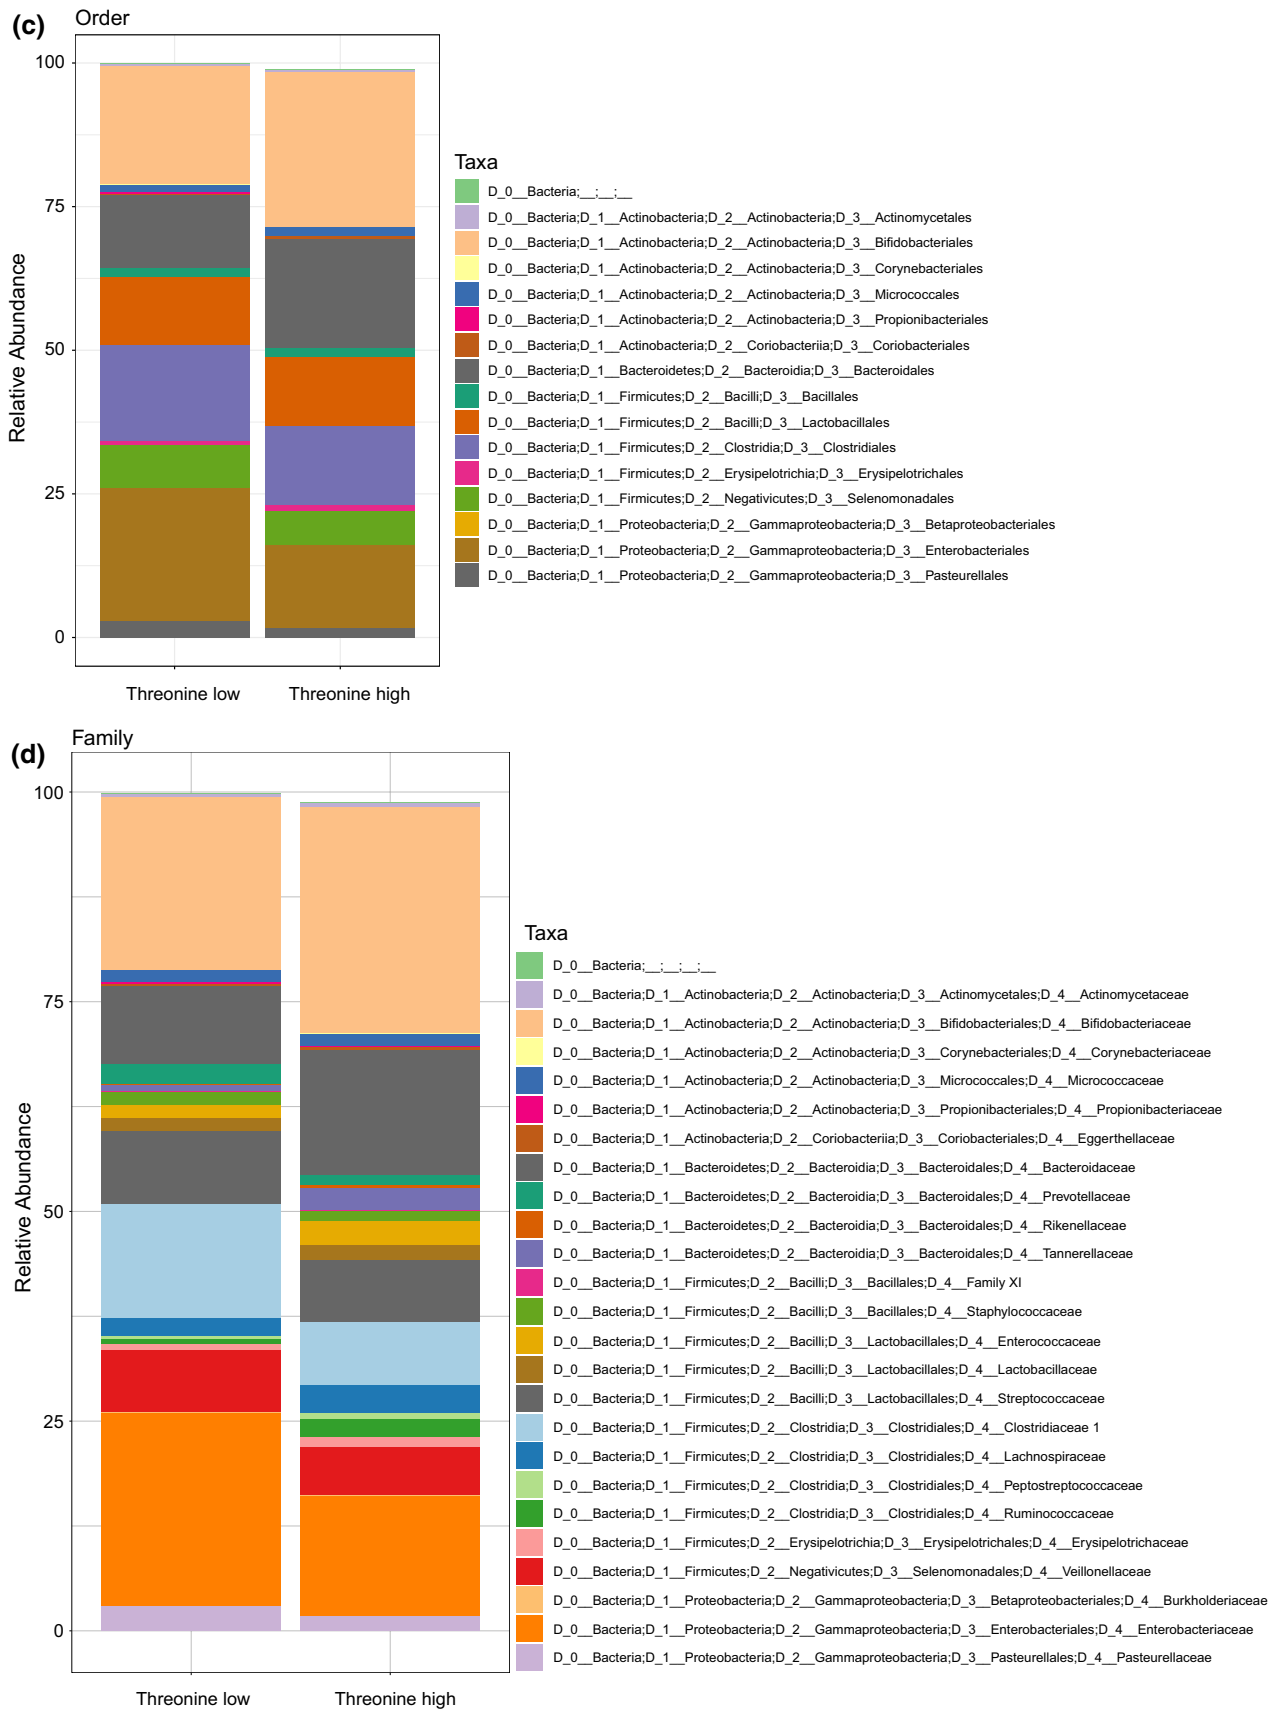 (c)
Order
100
75
50
25
0
Relative Abundance
Threonine low
Threonine high
Taxa
D_0__Bacteria;__;__;__
D_0__Bacteria;D_1__Actinobacteria;D_2__Actinobacteria;D_3__Actinomycetales
D_0__Bacteria;D_1__Actinobacteria;D_2__Actinobacteria;D_3__Bifidobacteriales
D_0__Bacteria;D_1__Actinobacteria;D_2__Actinobacteria;D_3__Corynebacteriales
D_0__Bacteria;D_1__Actinobacteria;D_2__Actinobacteria;D_3__Micrococcales
D_0__Bacteria;D_1__Actinobacteria;D_2__Actinobacteria;D_3__Propionibacteriales
D_0__Bacteria;D_1__Actinobacteria;D_2__Coriobacteriia;D_3__Coriobacteriales
D_0__Bacteria;D_1__Bacteroidetes;D_2__Bacteroidia;D_3__Bacteroidales
D_0__Bacteria;D_1__Firmicutes;D_2__Bacilli;D_3__Bacillales
D_0__Bacteria;D_1__Firmicutes;D_2__Bacilli;D_3__Lactobacillales
D_0__Bacteria;D_1__Firmicutes;D_2__Clostridia;D_3__Clostridiales
D_0__Bacteria;D_1__Firmicutes;D_2__Erysipelotrichia;D_3__Erysipelotrichales
D_0__Bacteria;D_1__Firmicutes;D_2__Negativicutes;D_3__Selenomonadales
D_0__Bacteria;D_1__Proteobacteria;D_2__Gammaproteobacteria;D_3__Betaproteobacteriales
D_0__Bacteria;D_1__Proteobacteria;D_2__Gammaproteobacteria;D_3__Enterobacteriales
D_0__Bacteria;D_1__Proteobacteria;D_2__Gammaproteobacteria;D_3__Pasteurellales
(d)
Family
100
75
50
25
0
Relative Abundance
Threonine low
Threonine high
Taxa
D_0__Bacteria;__;__;__;__
D_0__Bacteria;D_1__Actinobacteria;D_2__Actinobacteria;D_3__Actinomycetales;D_4__Actinomycetaceae
D_0__Bacteria;D_1__Actinobacteria;D_2__Actinobacteria;D_3__Bifidobacteriales;D_4__Bifidobacteriaceae
D_0__Bacteria;D_1__Actinobacteria;D_2__Actinobacteria;D_3__Corynebacteriales;D_4__Corynebacteriaceae
D_0__Bacteria;D_1__Actinobacteria;D_2__Actinobacteria;D_3__Micrococcales;D_4__Micrococcaceae
D_0__Bacteria;D_1__Actinobacteria;D_2__Actinobacteria;D_3__Propionibacteriales;D_4__Propionibacteriaceae
D_0__Bacteria;D_1__Actinobacteria;D_2__Coriobacteriia;D_3__Coriobacteriales;D_4__Eggerthellaceae
D_0__Bacteria;D_1__Bacteroidetes;D_2__Bacteroidia;D_3__Bacteroidales;D_4__Bacteroidaceae
D_0__Bacteria;D_1__Bacteroidetes;D_2__Bacteroidia;D_3__Bacteroidales;D_4__Prevotellaceae
D_0__Bacteria;D_1__Bacteroidetes;D_2__Bacteroidia;D_3__Bacteroidales;D_4__Rikenellaceae
D_0__Bacteria;D_1__Bacteroidetes;D_2__Bacteroidia;D_3__Bacteroidales;D_4__Tannerellaceae
D_0__Bacteria;D_1__Firmicutes;D_2__Bacilli;D_3__Bacillales;D_4__Family XI
D_0__Bacteria;D_1__Firmicutes;D_2__Bacilli;D_3__Bacillales;D_4__Staphylococcaceae
D_0__Bacteria;D_1__Firmicutes;D_2__Bacilli;D_3__Lactobacillales;D_4__Enterococcaceae
D_0__Bacteria;D_1__Firmicutes;D_2__Bacilli;D_3__Lactobacillales;D_4__Lactobacillaceae
D_0__Bacteria;D_1__Firmicutes;D_2__Bacilli;D_3__Lactobacillales;D_4__Streptococcaceae
D_0__Bacteria;D_1__Firmicutes;D_2__Clostridia;D_3__Clostridiales;D_4__Clostridiaceae 1
D_0__Bacteria;D_1__Firmicutes;D_2__Clostridia;D_3__Clostridiales;D_4__Lachnospiraceae
D_0__Bacteria;D_1__Firmicutes;D_2__Clostridia;D_3__Clostridiales;D_4__Peptostreptococcaceae
D_0__Bacteria;D_1__Firmicutes;D_2__Clostridia;D_3__Clostridiales;D_4__Ruminococcaceae
D_0__Bacteria;D_1__Firmicutes;D_2__Erysipelotrichia;D_3__Erysipelotrichales;D_4__Erysipelotrichaceae
D_0__Bacteria;D_1__Firmicutes;D_2__Negativicutes;D_3__Selenomonadales;D_4__Veillonellaceae
D_0__Bacteria;D_1__Proteobacteria;D_2__Gammaproteobacteria;D_3__Betaproteobacteriales;D_4__Burkholderiaceae
D_0__Bacteria;D_1__Proteobacteria;D_2__Gammaproteobacteria;D_3__Enterobacteriales;D_4__Enterobacteriaceae
D_0__Bacteria;D_1__Proteobacteria;D_2__Gammaproteobacteria;D_3__Pasteurellales;D_4__Pasteurellaceae